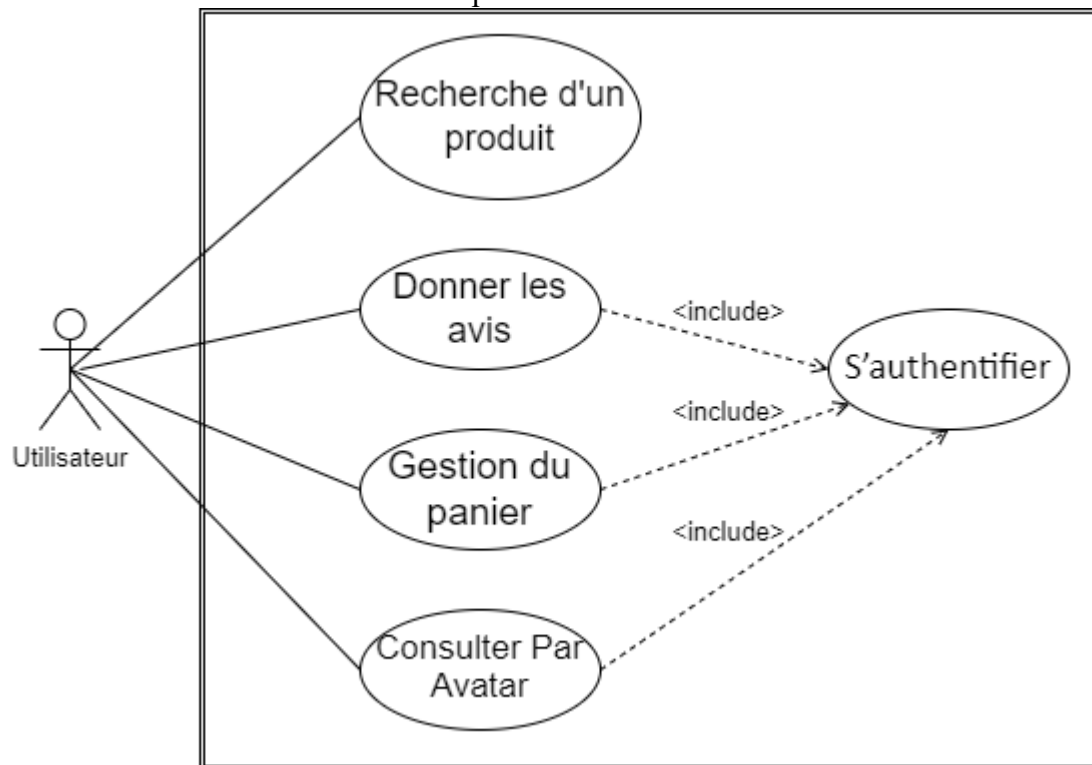 Recherche d'un
produit
Donner les
avis
<include>
S'authentifier
<include>
Utilisateur
Gestion du
panier
<include>
Consulter Par
Avatar